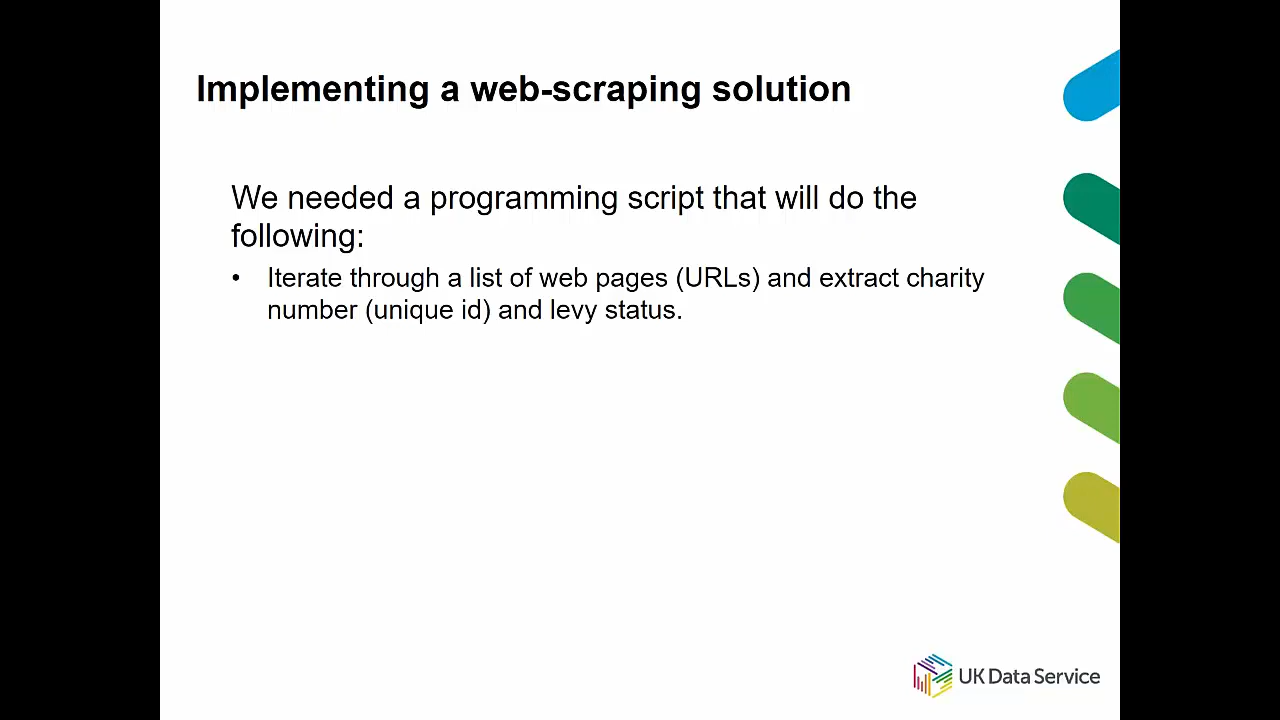 Implementing a web-scraping solution
We needed a programming script that will do the
following:
• Iterate through a list of web pages (URLs) and extract charity
number (unique id) and levy status.
UK Data Service